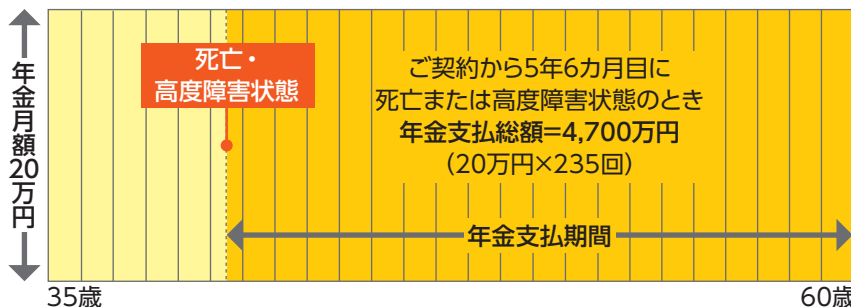 年金月額20万円
死亡・
高度障害状態
ご契約から5年6カ月目に
死亡または高度障害状態のとき
年金支払総額=4,700万円
(20万円×235回)
年金支払期間
35歳
60歳